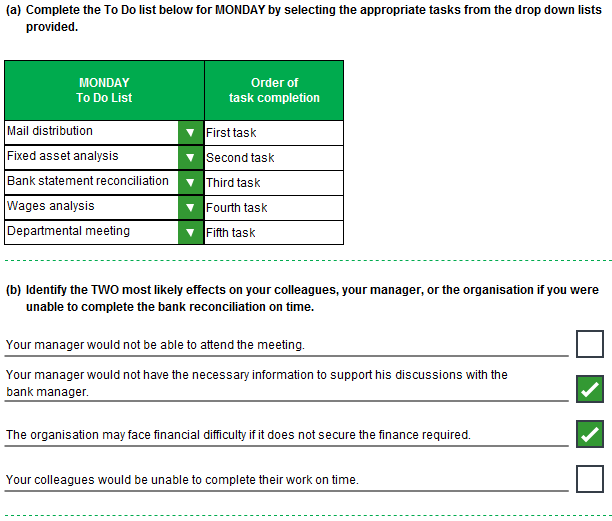 (a) Complete the To Do list below for MONDAY by selecting the appropriate tasks from the drop down lists
provided.
MONDAY
To Do List
Order of
task completion
Mail distribution
First task
Fixed asset analysis
Second task
Bank statement reconciliation
Third task
Wages analysis
Fourth task
Departmental meeting
Fifth task
(b) Identify the TWO most likely effects on your colleagues, your manager, or the organisation if you were
unable to complete the bank reconciliation on time.
Your manager would not be able to attend the meeting.
Your manager would not have the necessary information to support his discussions with the
bank manager.
The organisation may face financial difficulty if it does not secure the finance required.
Your colleagues would be unable to complete their work on time.